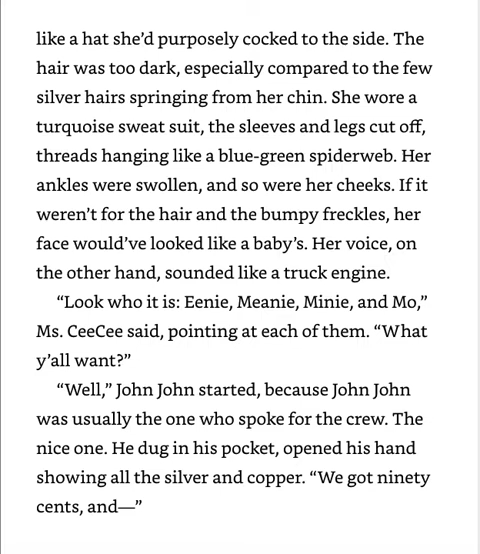 like a hat she’d purposely cocked to the side. The
hair was too dark, especially compared to the few
silver hairs springing from her chin. She wore a
turquoise sweat suit, the sleeves and legs cut off,
threads hanging like a blue-green spiderweb. Her
ankles were swollen, and so were her cheeks. If it
weren’t for the hair and the bumpy freckles, her
face would’ve looked like a baby’s. Her voice, on
the other hand, sounded like a truck engine.
“Look who it is: Eenie, Meanie, Minie, and Mo,”
Ms. CeeCee said, pointing at each of them. “What
y’all want?”
“Well,” John John started, because John John
was usually the one who spoke for the crew. The
nice one. He dug in his pocket, opened his hand
showing all the silver and copper. “We got ninety
cents, and—”